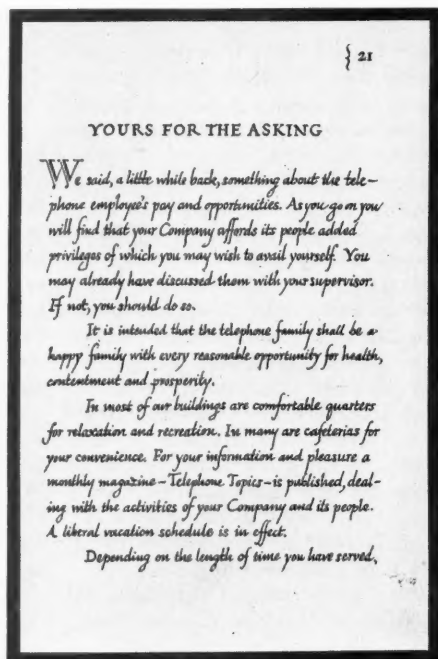 { 21
YOURS FOR THE ASKING
We said, a little while back, something about the tele-
phone employee's pay and opportunities. As you go on you
will find that your Company affords its people added
privileges of which you may wish to avail yourself. You
may already have discussed them with your supervisor.
If not, you should do so.
It is intended that the telephone family shall be a
happy family with every reasonable opportunity for health,
contentment and prosperity.
In most of our buildings are comfortable quarters
for relaxation and recreation. In many are cafeterias for
your convenience. For your information and pleasure a
monthly magazine - Telephone Topics - is published, deal-
ing with the activities of your Company and its people.
A liberal vacation schedule is in effect.
Depending on the length of time you have served,